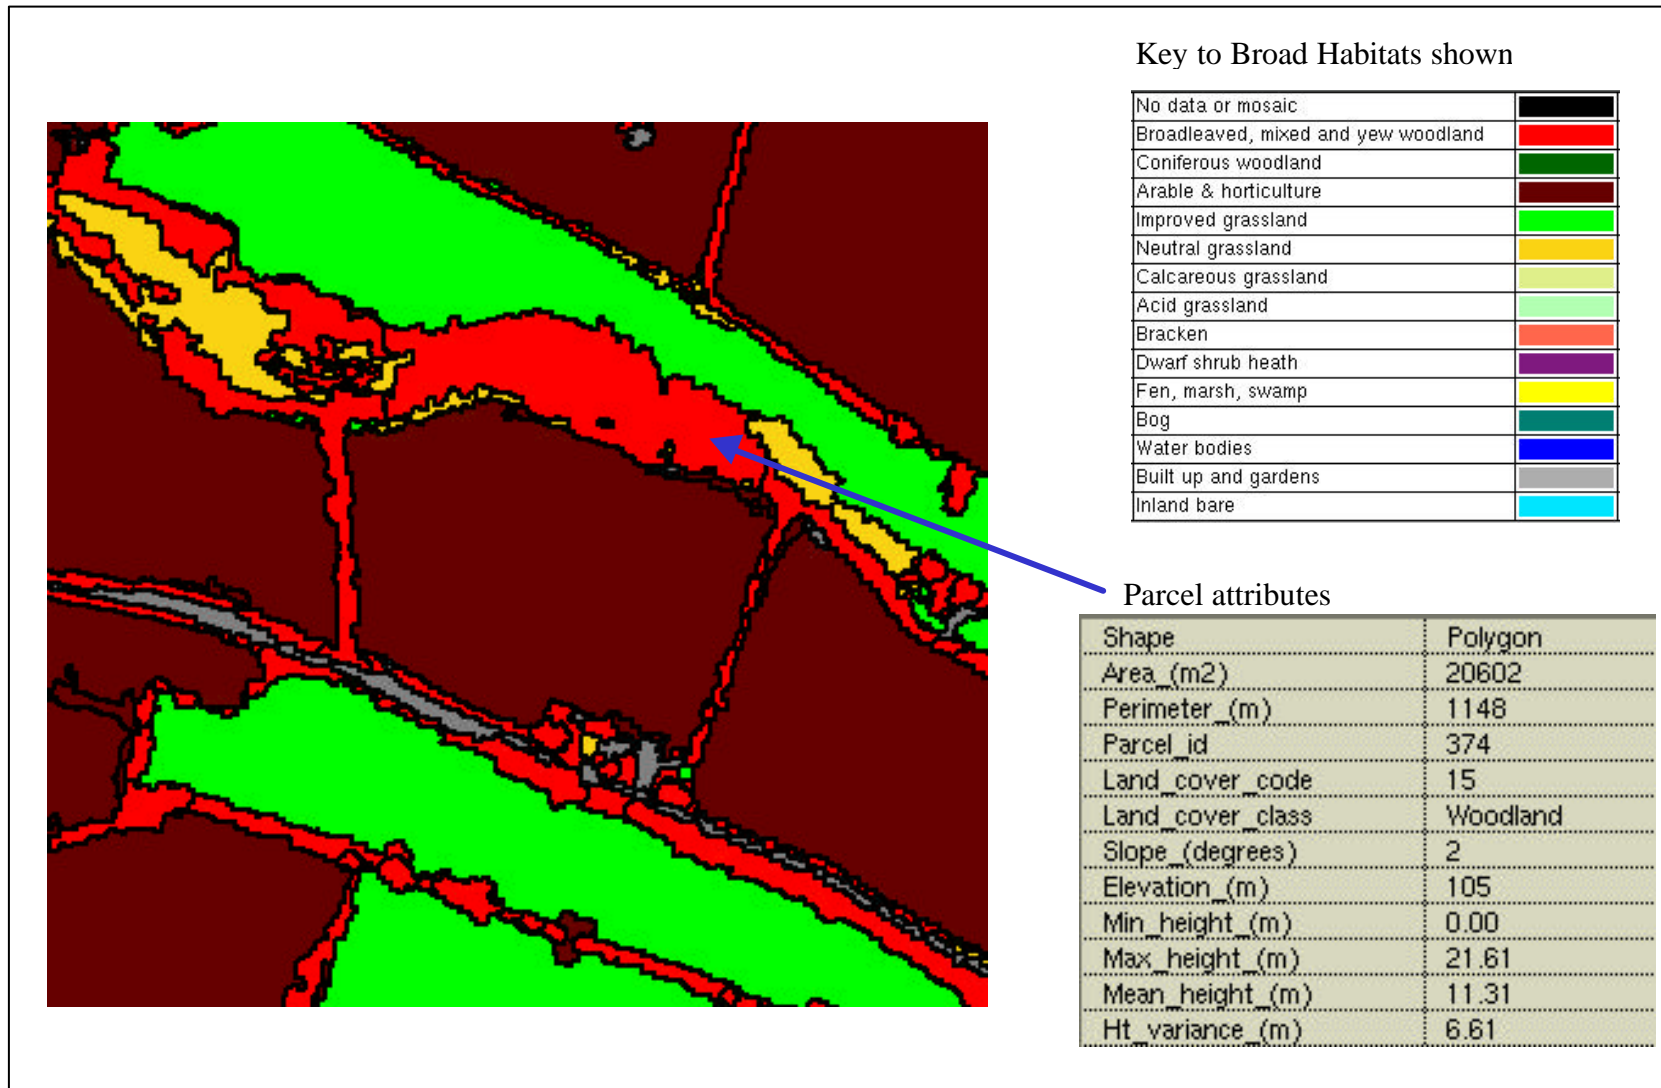 Key to Broad Habitats shown
No data or mosaic
Broadleaved, mixed and yew woodland
Coniferous woodland
Arable & horticulture
Improved grassland
Neutral grassland
Calcareous grassland
Acid grassland
Bracken
Dwarf shrub heath
Fen, marsh, swamp
Bog
Water bodies
Built up and gardens
Inland bare
Parcel attributes
Shape Polygon
Area_(m2) 20602
Perimeter_(m) 1148
Parcel_id 374
Land_cover_code 15
Land_cover_class Woodland
Slope_(degrees) 2
Elevation_(m) 105
Min_height_(m) 0.00
Max_height_(m) 21.61
Mean_height_(m) 11.31
Ht_variance_(m) 6.61